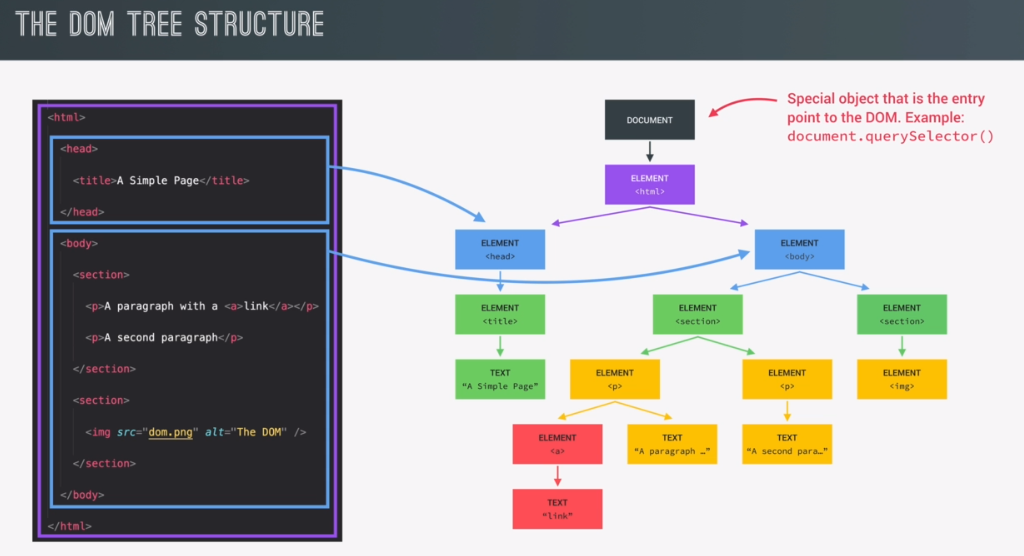 THE DOM TREE STRUCTURE
<html>
<head>
<title>A Simple Page</title>
</head>
<body>
<section>
<p>A paragraph with a <a>link</a></p>
<p>A second paragraph</p>
</section>
<section>
<img src="dom.png" alt="The DOM" />
</section>
</body>
</html>
DOCUMENT
Special object that is the entry
point to the DOM. Example:
document.querySelector()
ELEMENT
<html>
ELEMENT
<head>
ELEMENT
<body>
ELEMENT
<title>
ELEMENT
<section>
ELEMENT
<section>
TEXT
“A Simple Page”
ELEMENT
<p>
ELEMENT
<p>
ELEMENT
<img>
ELEMENT
<a>
TEXT
“A paragraph …”
TEXT
“A second para…”
TEXT
“link”